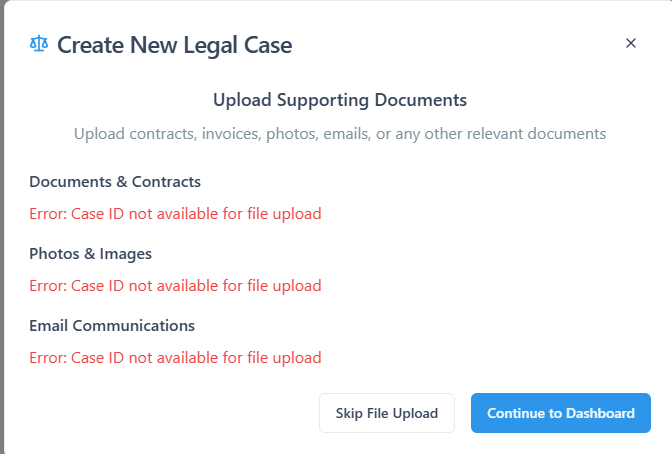 Create New Legal Case
Upload Supporting Documents
Upload contracts, invoices, photos, emails, or any other relevant documents
Documents & Contracts
Error: Case ID not available for file upload
Photos & Images
Error: Case ID not available for file upload
Email Communications
Error: Case ID not available for file upload
Skip File Upload
Continue to Dashboard